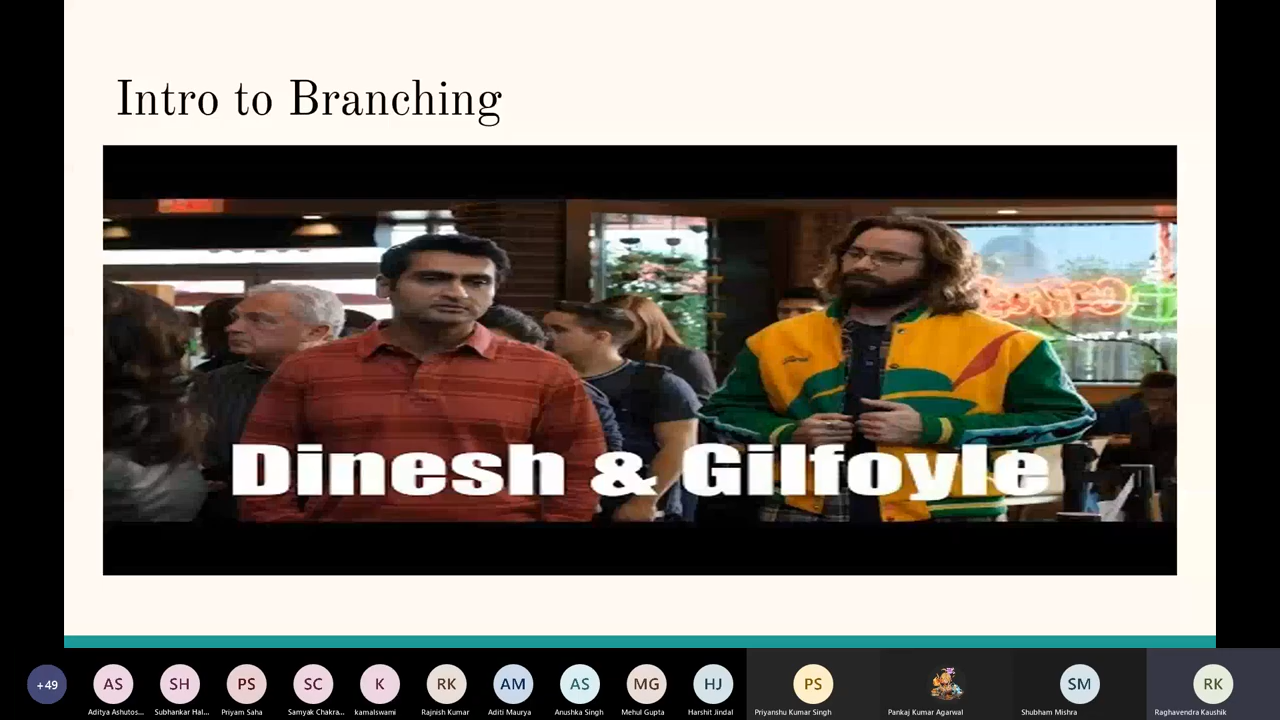 Intro to Branching
Dinesh & Gilfoyle
+49
AS
SH
PS
SC
K
RK
AM
AS
MG
HJ
PS
SM
RK
Aditya Ashutos...
Subhankar Hal...
Priyam Saha
Samyak Chakra...
kamalswami
Rajnish Kumar
Aditi Maurya
Anushka Singh
Mehul Gupta
Harshit Jindal
Priyanshu Kumar Singh
Pankaj Kumar Agarwal
Shubham Mishra
Raghavendra Kaushik